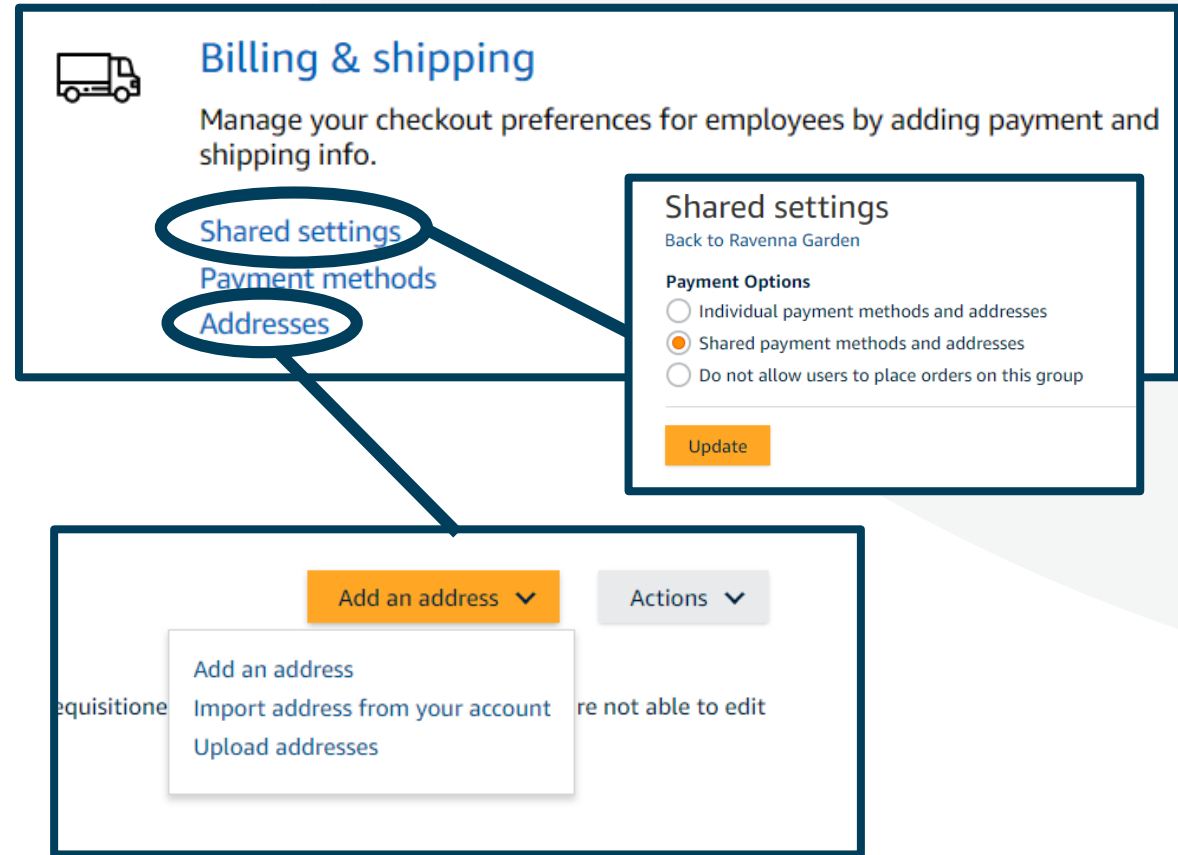 Billing & shipping
Manage your checkout preferences for employees by adding payment and
shipping info.
Shared settings
Payment methods
Addresses
Shared settings
Back to Ravenna Garden
Payment Options
Individual payment methods and addresses
Shared payment methods and addresses
Do not allow users to place orders on this group
Update
Add an address
Actions
Add an address
equisitione
Import address from your account
re not able to edit
Upload addresses